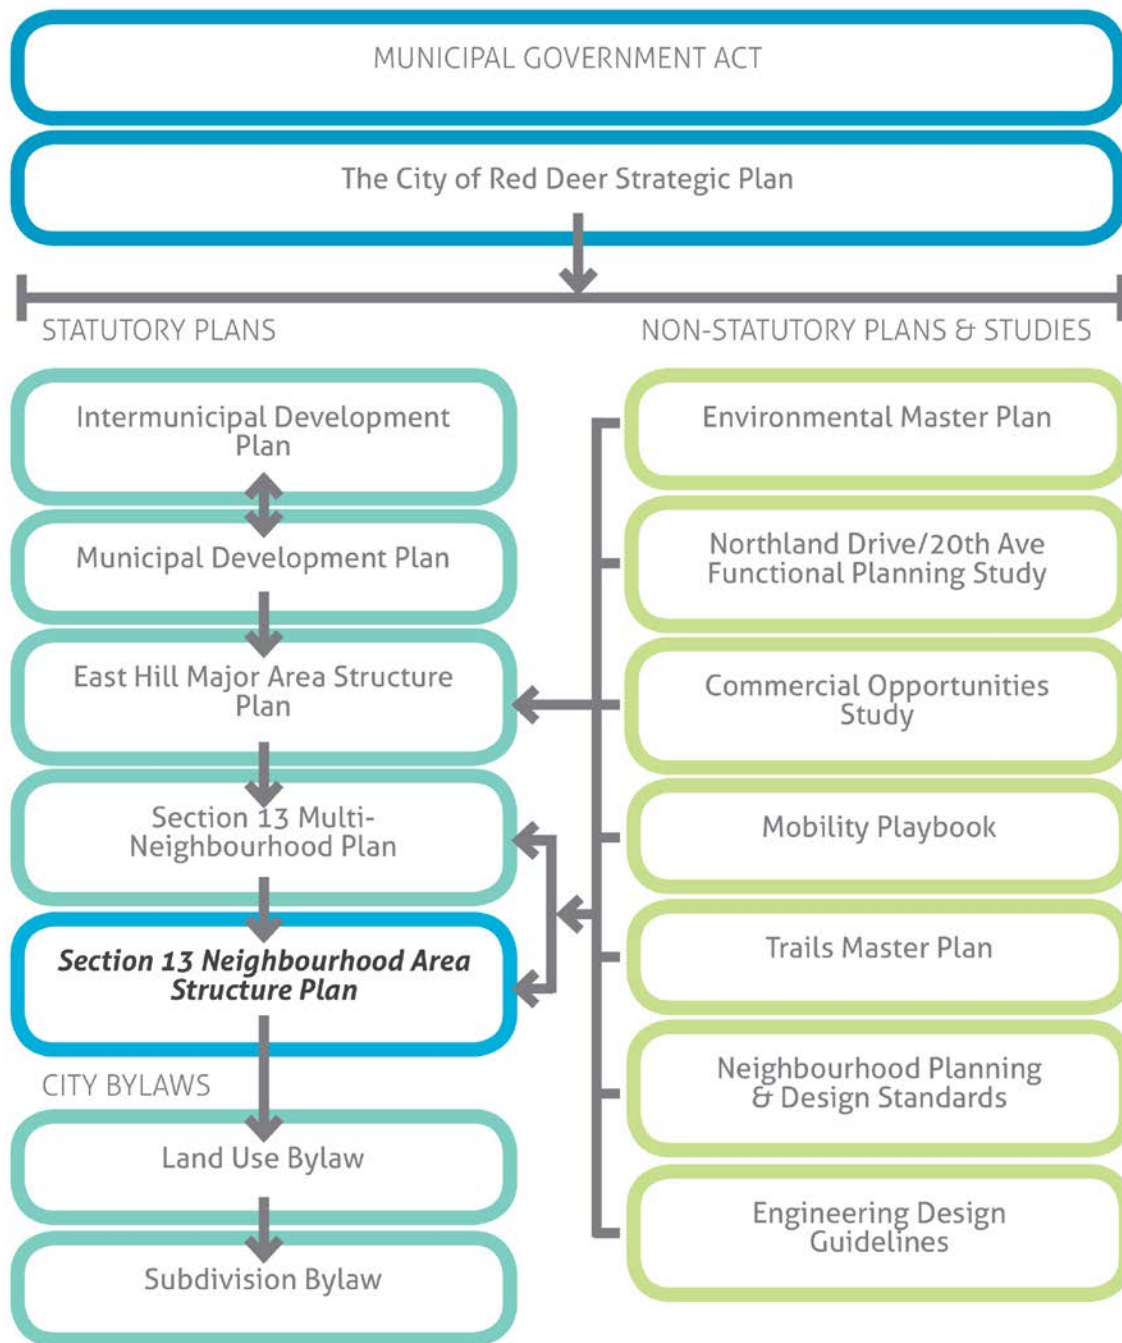 MUNICIPAL GOVERNMENT ACT
The City of Red Deer Strategic Plan
STATUTORY PLANS
Intermunicipal Development
Plan
Municipal Development Plan
East Hill Major Area Structure
Plan
Section 13 Multi-
Neighbourhood Plan
Section 13 Neighbourhood Area
Structure Plan
CITY BYLAWS
Land Use Bylaw
Subdivision Bylaw
NON-STATUTORY PLANS & STUDIES
Environmental Master Plan
Northland Drive/20th Ave
Functional Planning Study
Commercial Opportunities
Study
Mobility Playbook
Trails Master Plan
Neighbourhood Planning
& Design Standards
Engineering Design
Guidelines